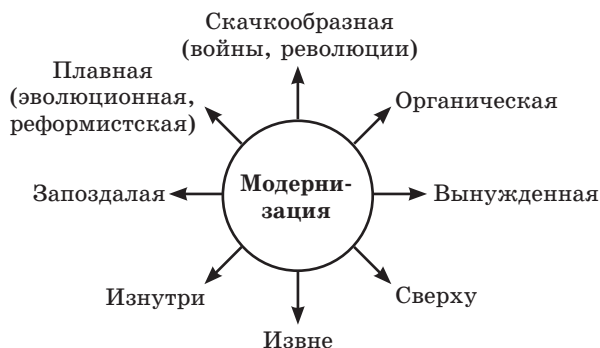 Скачкообразная
(войны, революции)
Плавная
(эволюционная,
реформистская)
Органическая
Запоздалая
Модерни-
зация
Вынужденная
Изнутри
Сверху
Извне